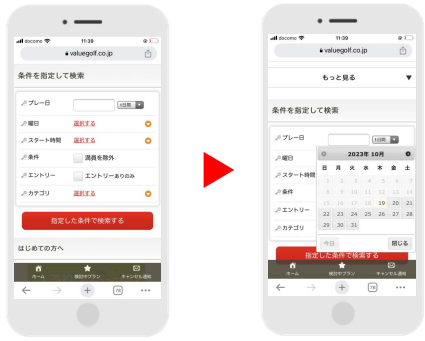 docomo 11:39
valuegolf.co.jp
条件を指定して検索
プレー日 1日間
曜日 選択する
スタート時間 選択する
条件 満員を除外
エントリー エントリーありのみ
カテゴリ 選択する
指定した条件で検索する
はじめての方へ
ホーム 検討中プラン キャンセル通知
78
docomo 11:39
valuegolf.co.jp
もっと見る ▼
条件を指定して検索
プレー日 1日間
曜日
スタート時間
条件
エントリー
カテゴリ
2023年 10月
日 月 火 水 木 金 土
1 2 3 4 5 6 7
8 9 10 11 12 13 14
15 16 17 18 19 20 21
22 23 24 25 26 27 28
29 30 31
今日 閉じる
指定した条件で検索する
ホーム 検討中プラン キャンセル通知
78